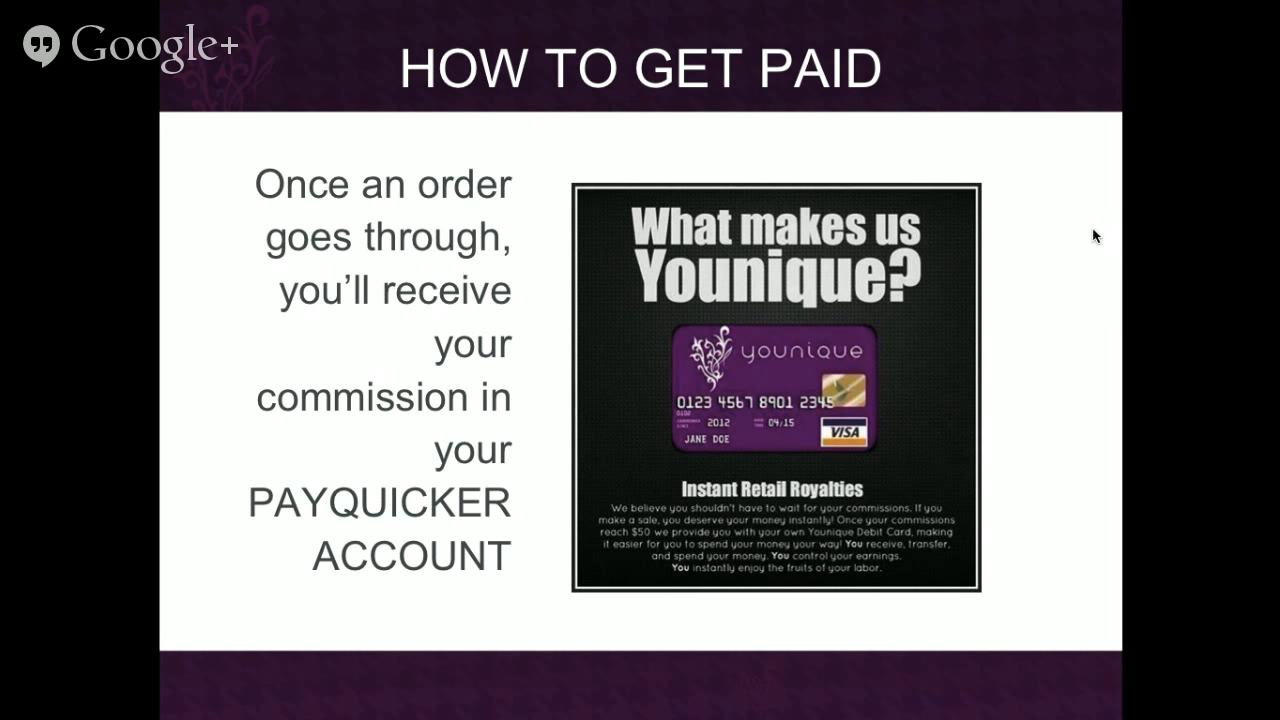 Google+
HOW TO GET PAID
Once an order
goes through,
you’ll receive
your
commission in
your
PAYQUICKER
ACCOUNT
What makes us
Younique?
younique
0123 4567 8901 2345
2012 04/15
JANE DOE
VISA
Instant Retail Royalties
We believe you shouldn't have to wait for your commissions. If you
make a sale, you deserve your money instantly! Once your commissions
reach $50 we provide you with your own Younique Debit Card, making
it easier for you to spend your money your way! You receive, transfer,
and spend your money. You control your earnings.
You instantly enjoy the fruits of your labor.